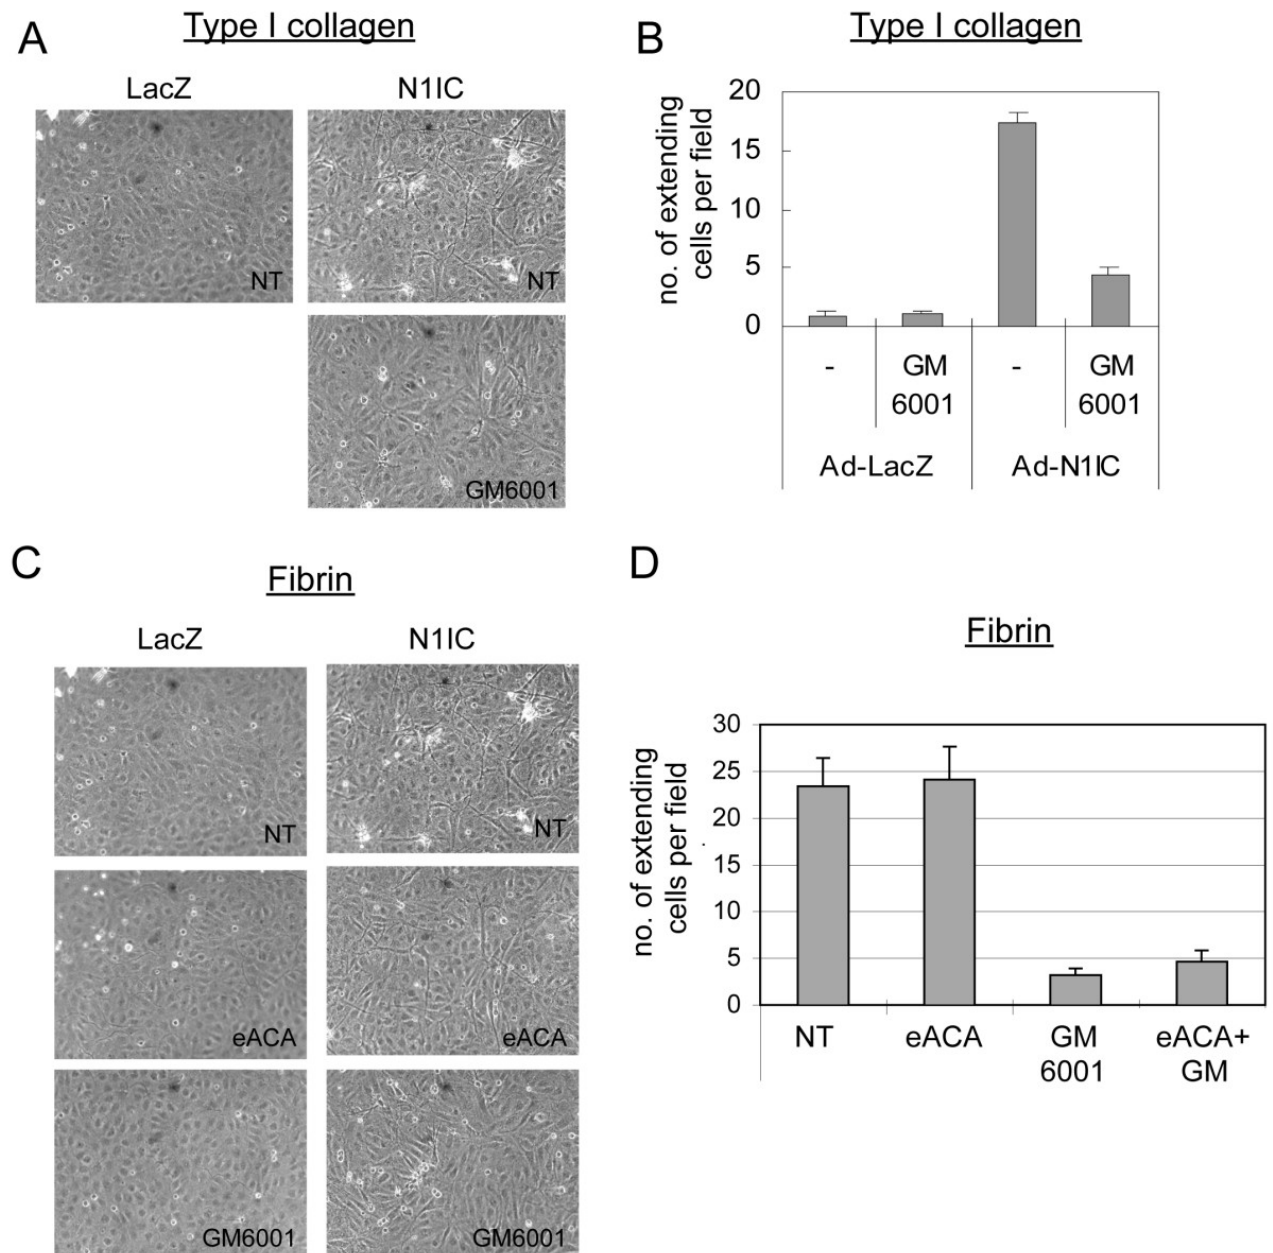 A
Type I collagen
LacZ
N1IC
NT
NT
GM6001
B
Type I collagen
no. of extending
cells per field
20
15
10
5
0
-
GM
6001
-
GM
6001
Ad-LacZ
Ad-N1IC
C
Fibrin
LacZ
N1IC
NT
NT
eACA
eACA
GM6001
GM6001
D
Fibrin
no. of extending
cells per field
30
25
20
15
10
5
0
NT
eACA
GM
6001
eACA+
GM